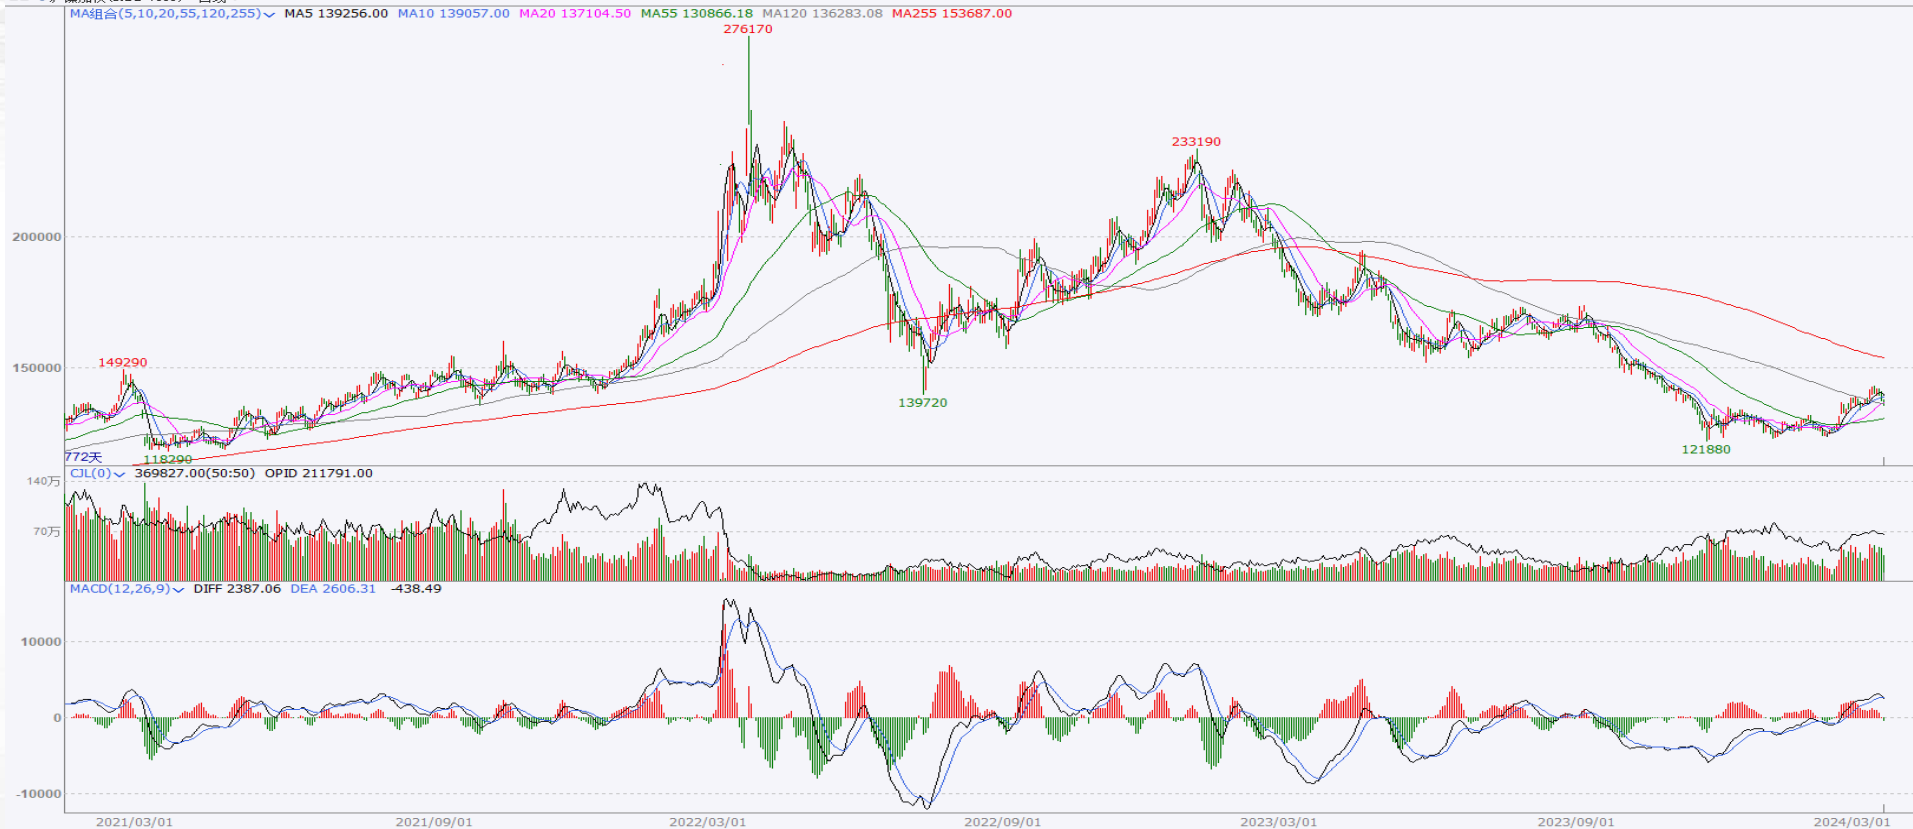 MA组合(5,10,20,55,120,255) MA5 139256.00 MA10 139057.00 MA20 137104.50 MA55 130866.18 MA120 136283.08 MA255 153687.00
276170
233190
200000
149290
150000
139720
121880
772天
118290
CJL(0) 369827.00(50:50) OPID 211791.00
140万
70万
MACD(12,26,9) DIFF 2387.06 DEA 2606.31 -438.49
10000
0
-10000
2021/03/01 2021/09/01 2022/03/01 2022/09/01 2023/03/01 2023/09/01 2024/03/01